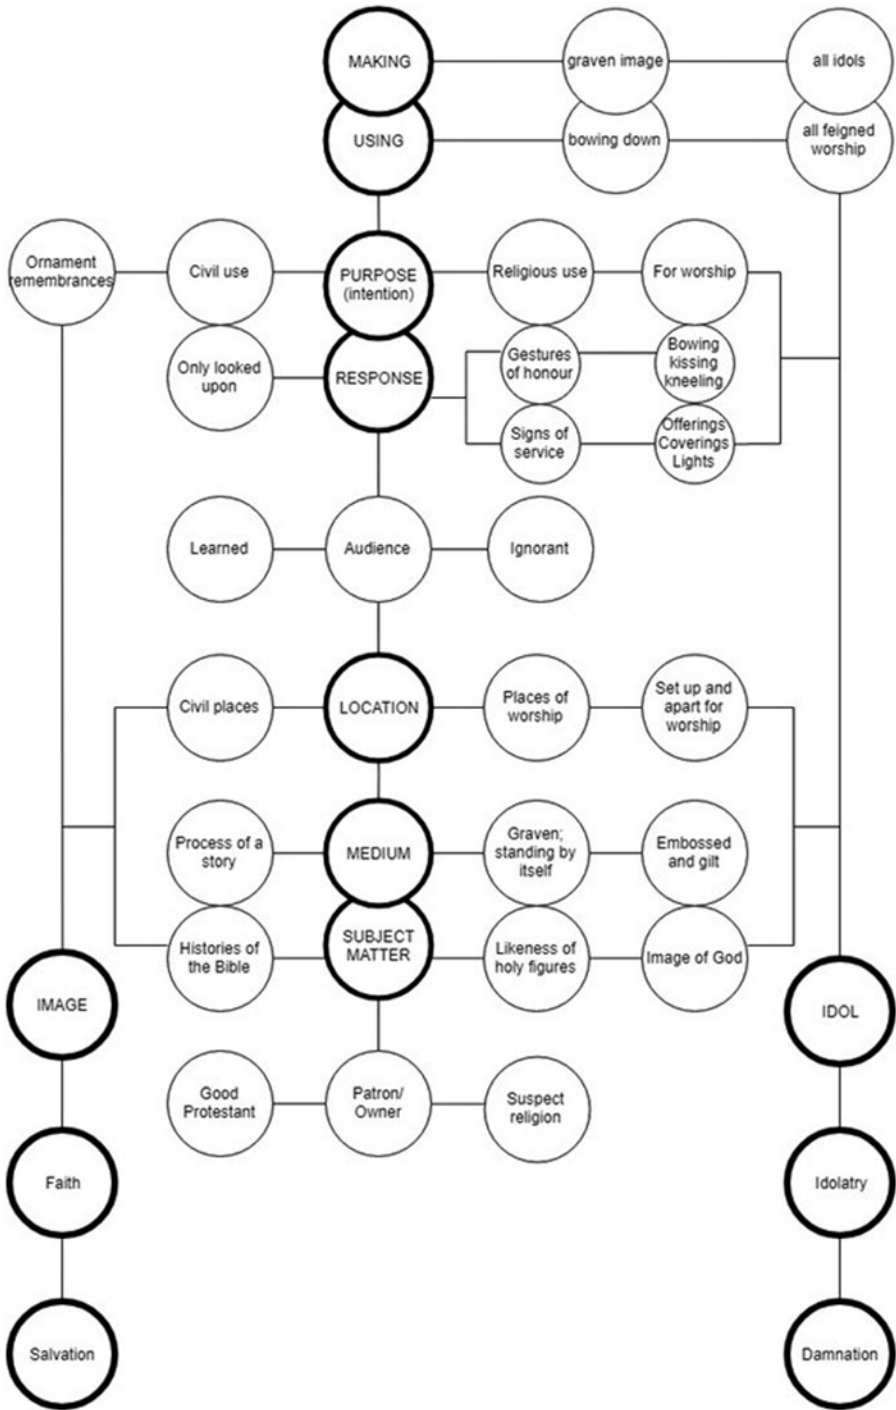 MAKING
graven image
all idols
USING
bowing down
all feigned
worship
Ornament
remembrances
Civil use
PURPOSE
(intention)
Religious use
For worship
Only looked
upon
RESPONSE
Gestures
of honour
Bowing
kissing
kneeling
Signs of
service
Offerings
Coverings
Lights
Learned
Audience
Ignorant
Civil places
LOCATION
Places of
worship
Set up and
apart for
worship
Process of a
story
MEDIUM
Graven;
standing by
itself
Embossed
and gilt
Histories of
the Bible
SUBJECT
MATTER
Likeness of
holy figures
Image of God
IMAGE
IDOL
Good
Protestant
Patron/
Owner
Suspect
religion
Faith
Idolatry
Salvation
Damnation